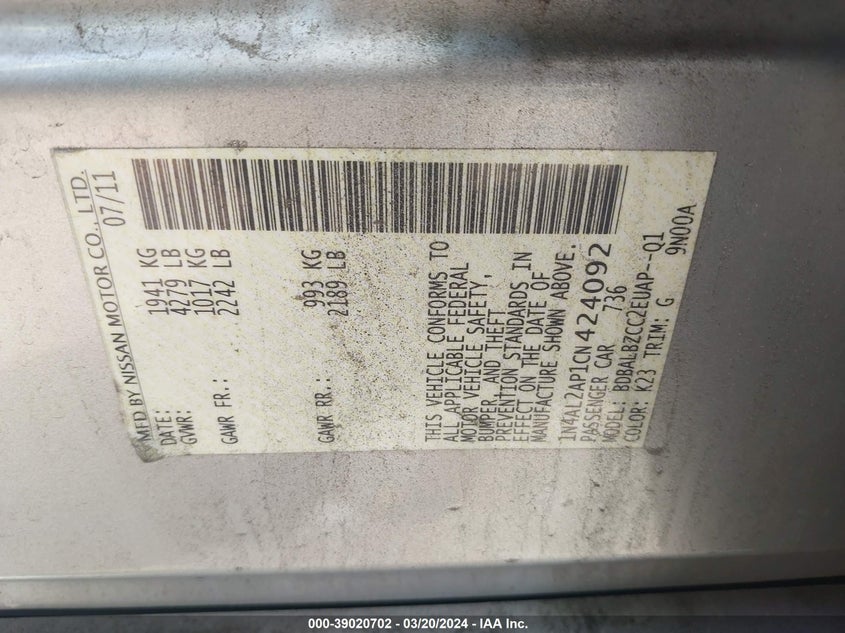 MFD BY NISSAN MOTOR CO., LTD.
DATE: 07/11
GVWR: 1941 KG
4279 LB
GAWR FR.: 1017 KG
2242 LB
GAWR RR.: 993 KG
2189 LB
THIS VEHICLE CONFORMS TO
ALL APPLICABLE FEDERAL
MOTOR VEHICLE SAFETY,
BUMPER, AND THEFT
PREVENTION STANDARDS IN
EFFECT ON THE DATE OF
MANUFACTURE SHOWN ABOVE.
1N4AL2AP1CN424092
PASSENGER CAR 736
MODEL: BDBALBZCC2EUAP--Q1
COLOR: K23 TRIM: G 9N00A
000-39020702 - 03/20/2024 - IAA Inc.